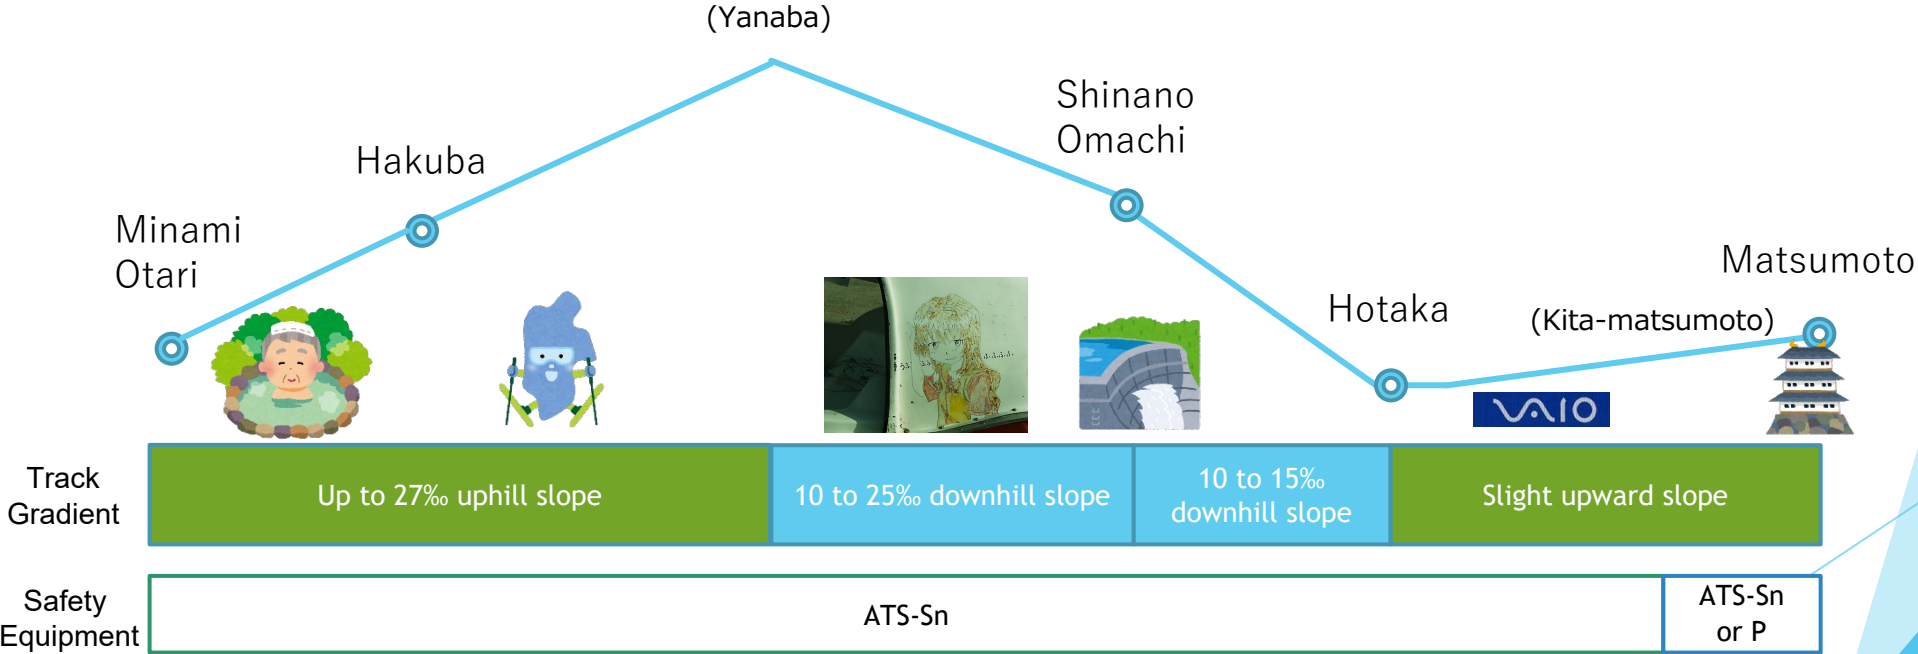 (Yanaba)
Shinano
Omachi
Hakuba
Minami
Otari
Matsumoto
Hotaka
(Kita-matsumoto)
VAIO
Track
Gradient
Up to 27‰ uphill slope
10 to 25‰ downhill slope
10 to 15‰
downhill slope
Slight upward slope
Safety
Equipment
ATS-Sn
ATS-Sn
or P